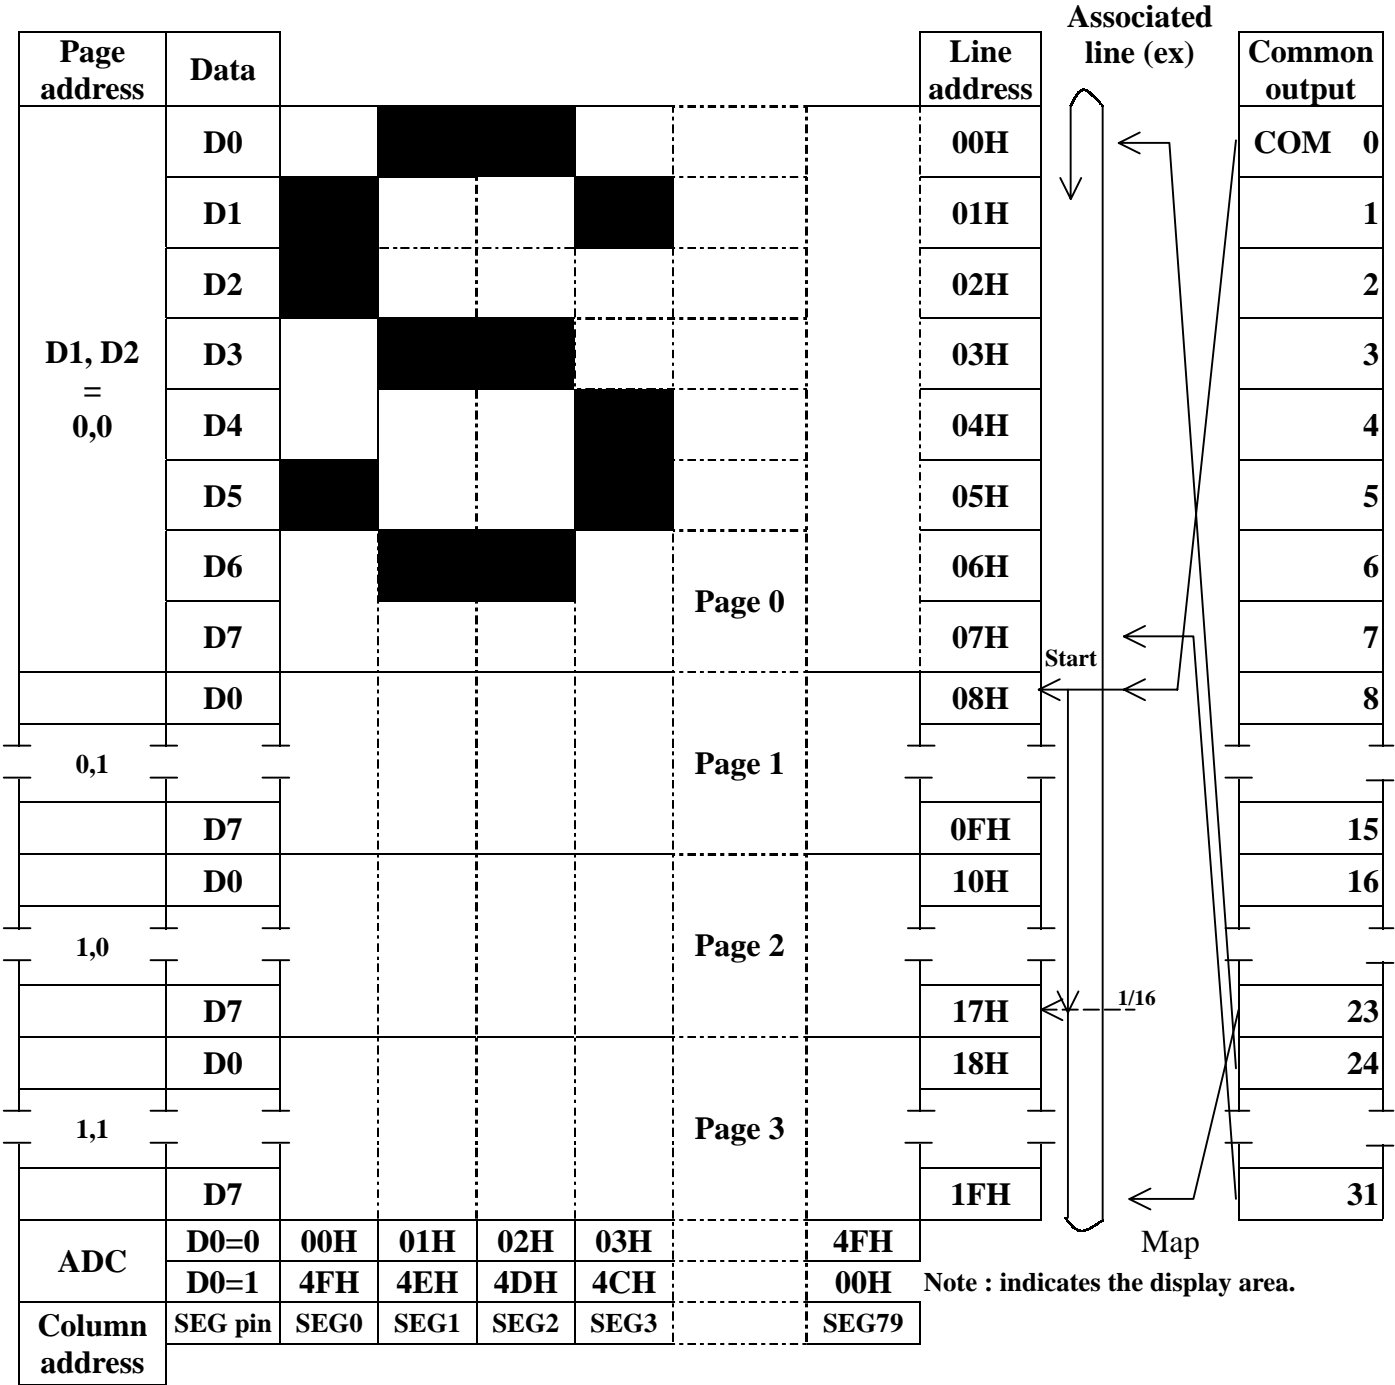 Associated
Page Line line (ex) Common
address Data address output
D0 00H COM 0
D1 01H 1
D2 02H 2
D1, D2 D3 03H 3
=
0,0 D4 04H 4
D5 05H 5
D6 06H 6
Page 0
D7 07H 7
Start
D0 08H 8
0,1 Page 1
D7 0FH 15
D0 10H 16
1,0 Page 2
D7 17H 1/16 23
D0 18H 24
1,1 Page 3
D7 1FH 31
ADC D0=0 00H 01H 02H 03H 4FH Map
D0=1 4FH 4EH 4DH 4CH 00H Note : indicates the display area.
Column SEG pin SEG0 SEG1 SEG2 SEG3 SEG79
address